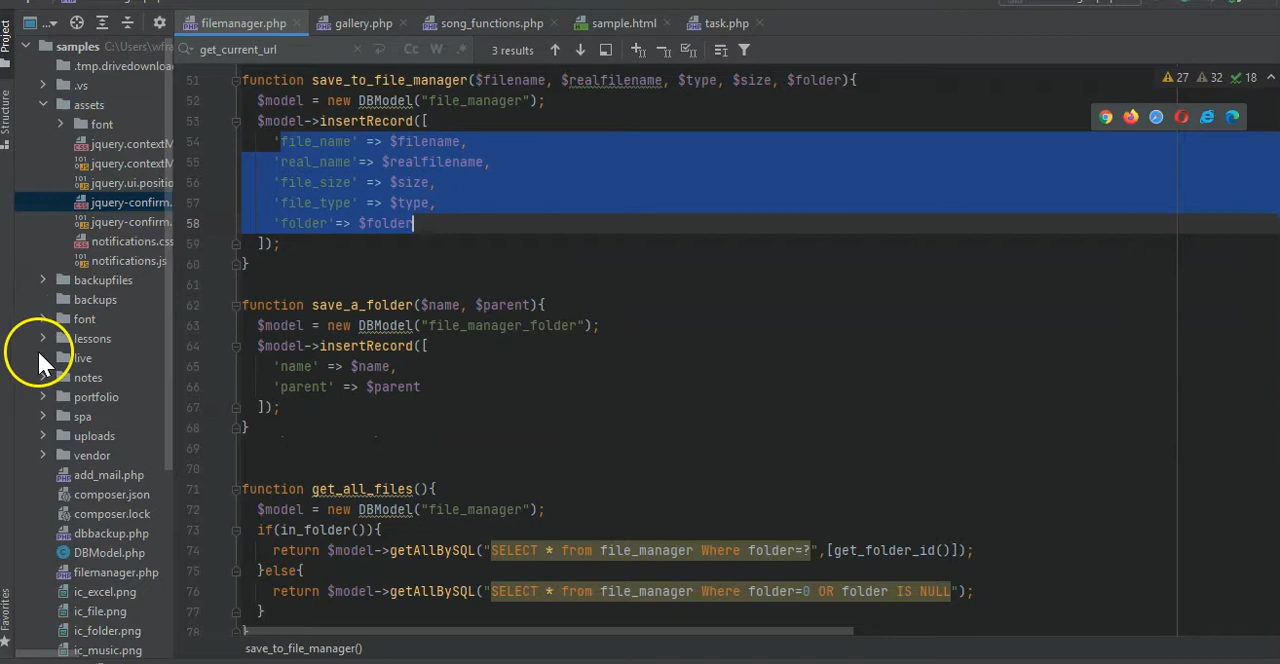 filemanager.php
gallery.php
song_functions.php
sample.html
task.php
get_current_url
Cc
W
3 results
Project
Structure
Favorites
samples C:\Users\wfra
.tmp.drivedownloa
.vs
assets
font
jquery.contextM
jquery.contextM
jquery.ui.positio
jquery-confirm.
jquery-confirm.
notifications.css
notifications.js
backupfiles
backups
font
lessons
live
notes
portfolio
spa
uploads
vendor
add_mail.php
composer.json
composer.lock
dbbackup.php
DBModel.php
filemanager.php
ic_excel.png
ic_file.png
ic_folder.png
ic_music.png
27 32 18
51 function save_to_file_manager($filename, $realfilename, $type, $size, $folder){
52 $model = new DBModel("file_manager");
53 $model->insertRecord([
54 'file_name' => $filename,
55 'real_name'=> $realfilename,
56 'file_size' => $size,
57 'file_type' => $type,
58 'folder'=> $folder
59 ]);
60 }
61
62 function save_a_folder($name, $parent){
63 $model = new DBModel("file_manager_folder");
64 $model->insertRecord([
65 'name' => $name,
66 'parent' => $parent
67 ]);
68 }
69
70
71 function get_all_files(){
72 $model = new DBModel("file_manager");
73 if(in_folder()){
74 return $model->getAllBySQL("SELECT * from file_manager Where folder=?",[get_folder_id()]);
75 }else{
76 return $model->getAllBySQL("SELECT * from file_manager Where folder=0 OR folder IS NULL");
77 }
78 }
save_to_file_manager()